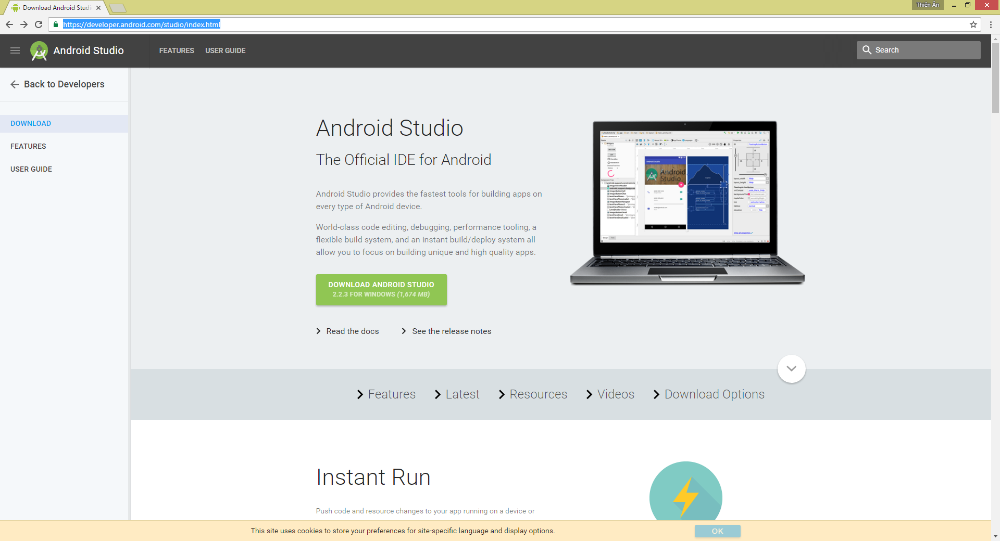 Download Android Studi
Thiên Ân
https://developer.android.com/studio/index.html
Android Studio
FEATURES
USER GUIDE
Search
Back to Developers
DOWNLOAD
FEATURES
USER GUIDE
Android Studio
The Official IDE for Android
Android Studio provides the fastest tools for building apps on
every type of Android device.
World-class code editing, debugging, performance tooling, a
flexible build system, and an instant build/deploy system all
allow you to focus on building unique and high quality apps.
DOWNLOAD ANDROID STUDIO
2.2.3 FOR WINDOWS (1,674 MB)
Read the docs
See the release notes
Android Studio
Android
Studio
Features
Latest
Resources
Videos
Download Options
Instant Run
Push code and resource changes to your app running on a device or
This site uses cookies to store your preferences for site-specific language and display options.
OK